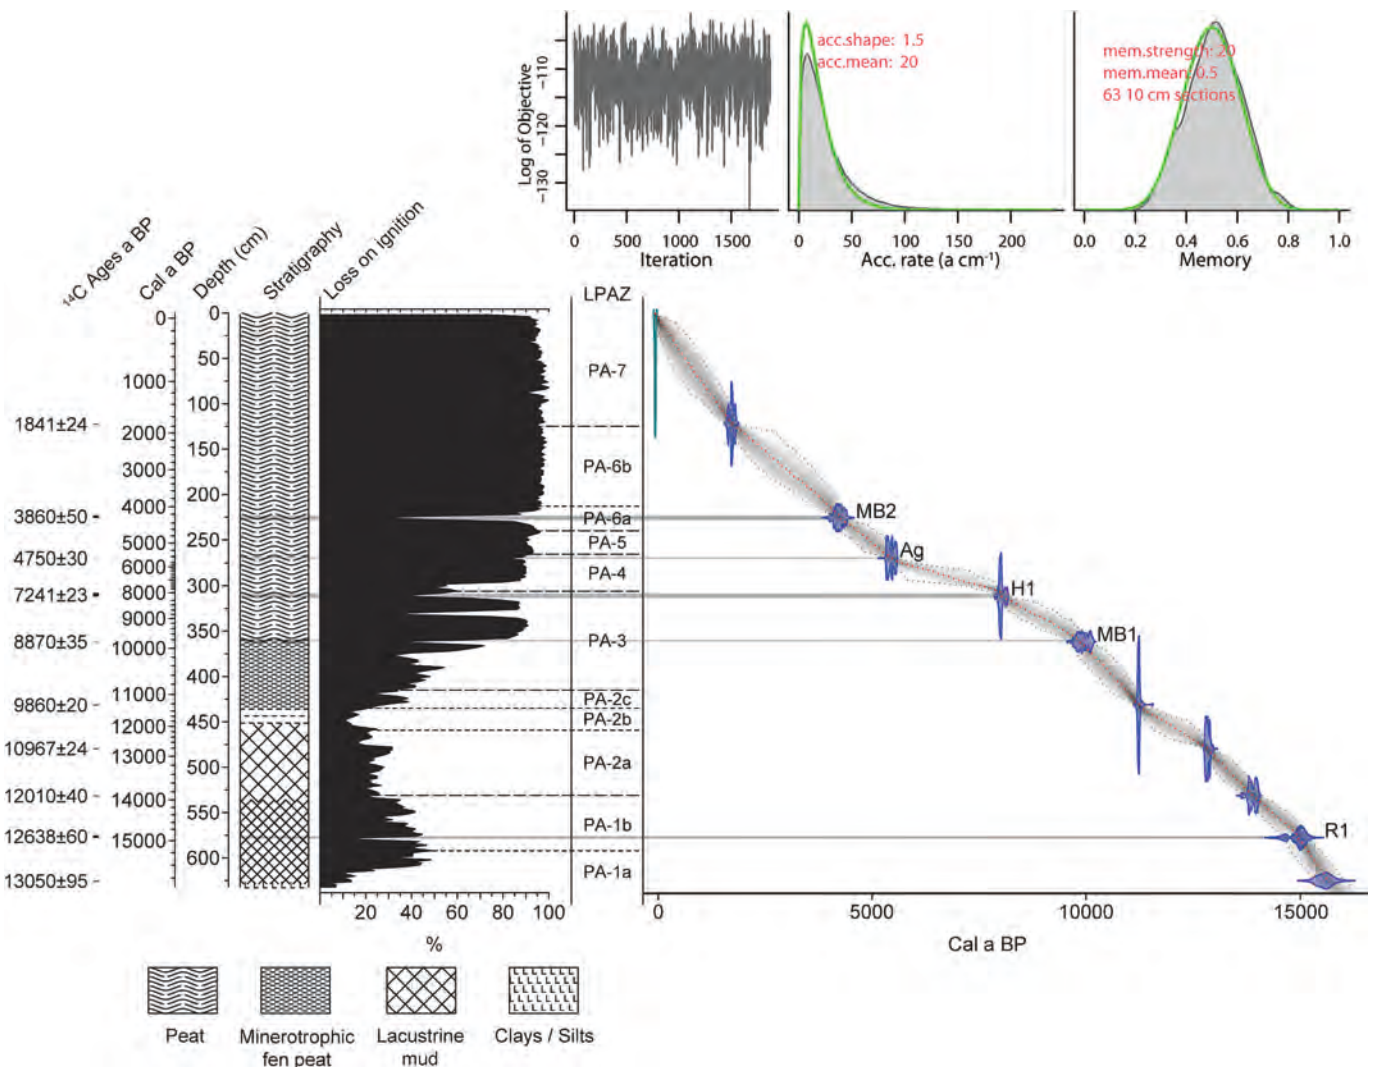 Log of Objective
-110
-120
-130
0
500
1000
1500
Iteration
acc.shape: 1.5
acc.mean: 20
0
50
100
150
200
Acc. rate (a cm⁻¹)
mem.strength: 20
mem.mean: 0.5
63 10 cm sections
0.0
0.2
0.4
0.6
0.8
1.0
Memory
¹⁴C Ages a BP
Cal a BP
Depth (cm)
Stratigraphy
Loss on ignition
LPAZ
1841±24
3860±50
4750±30
7241±23
8870±35
9860±20
10967±24
12010±40
12638±60
13050±95
0
1000
2000
3000
4000
5000
6000
7000
8000
9000
10000
11000
12000
13000
14000
15000
0
50
100
150
200
250
300
350
400
450
500
550
600
PA-7
PA-6b
PA-6a
PA-5
PA-4
PA-3
PA-2c
PA-2b
PA-2a
PA-1b
PA-1a
MB2
Ag
H1
MB1
R1
20
40
60
80
100
%
0
5000
10000
15000
Cal a BP
Peat
Minerotrophic
fen peat
Lacustrine
mud
Clays / Silts